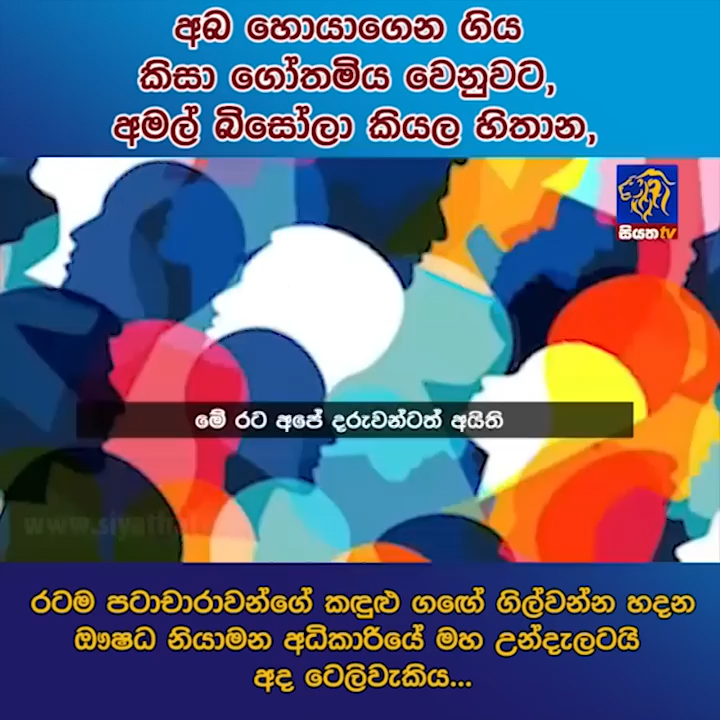 අබ හොයාගෙන ගිය
කිසා ගෝතමිය වෙනුවට,
අමල් බිසෝලා කියල හිතාන,
සියතtv
මේ රට අපේ දරුවන්ටත් අයිති
රටම පටාචාරාවන්ගේ කඳුළු ගඟේ ගිල්වන්න හදන
ඖෂධ නියාමන අධිකාරියේ මහ උන්දැලටයි
අද ටෙලිවැකිය...